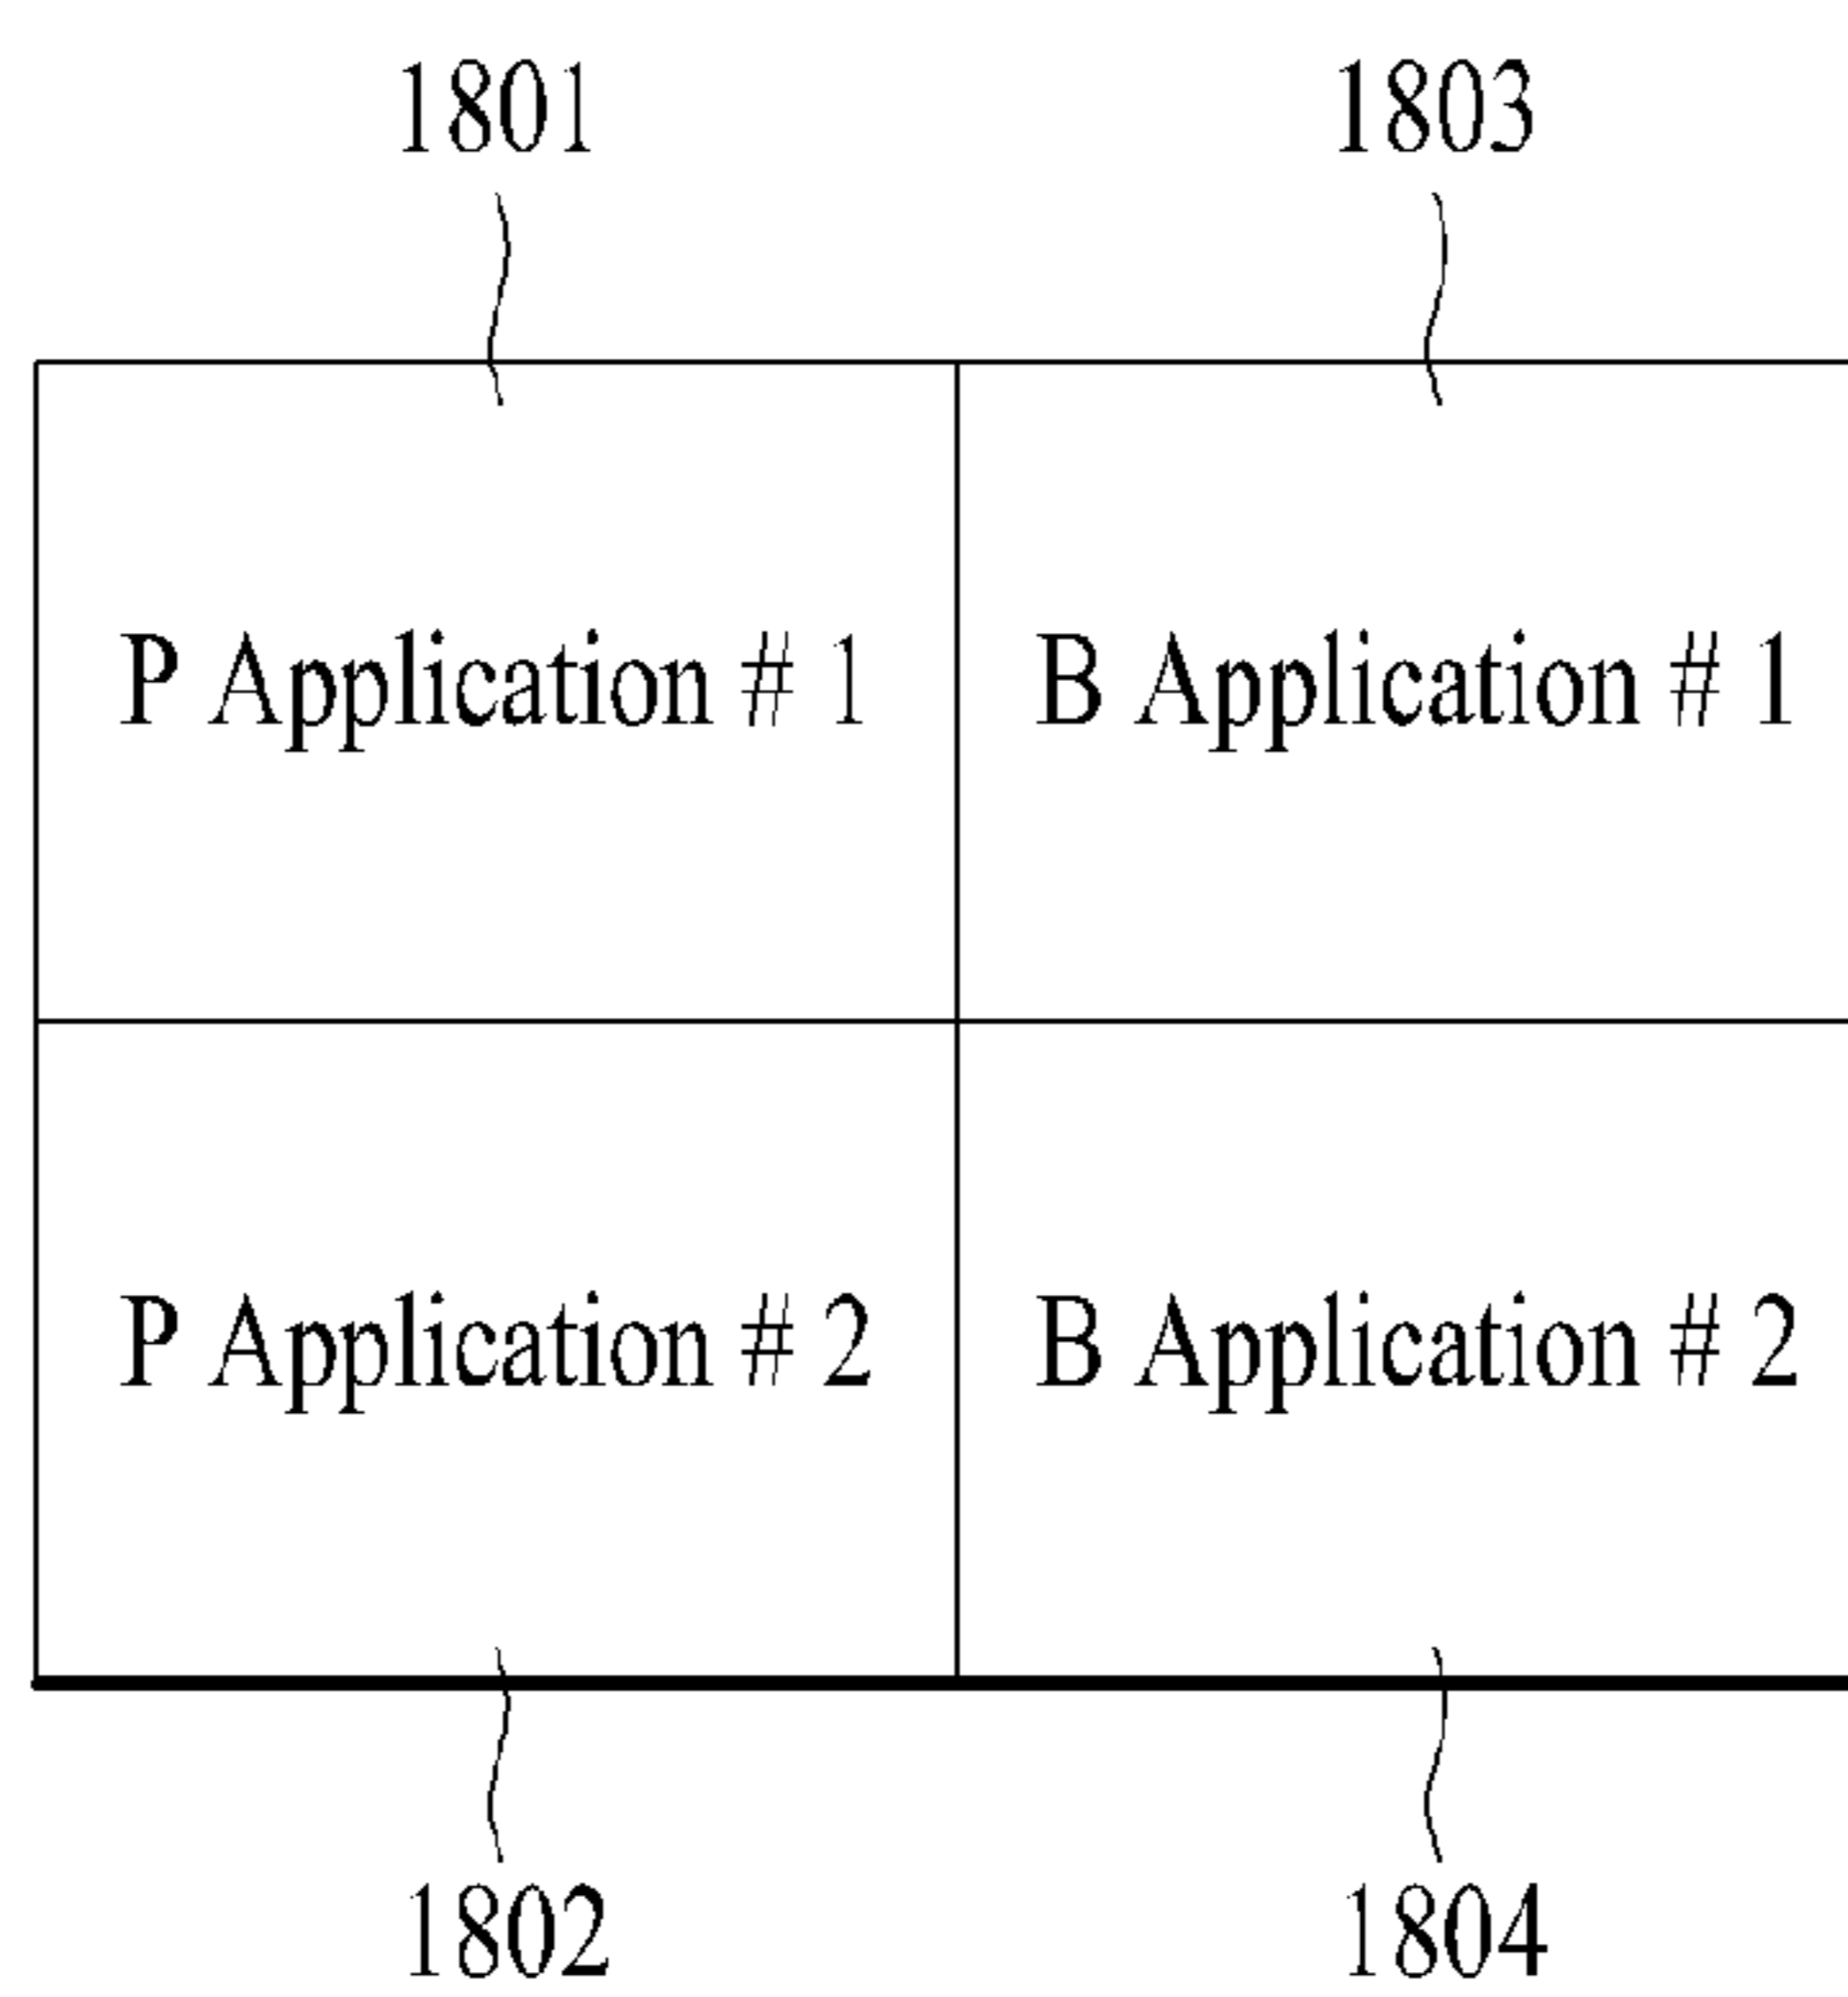 1801 1803
P Application # 1 B Application # 1
P Application # 2 B Application # 2
1802 1804